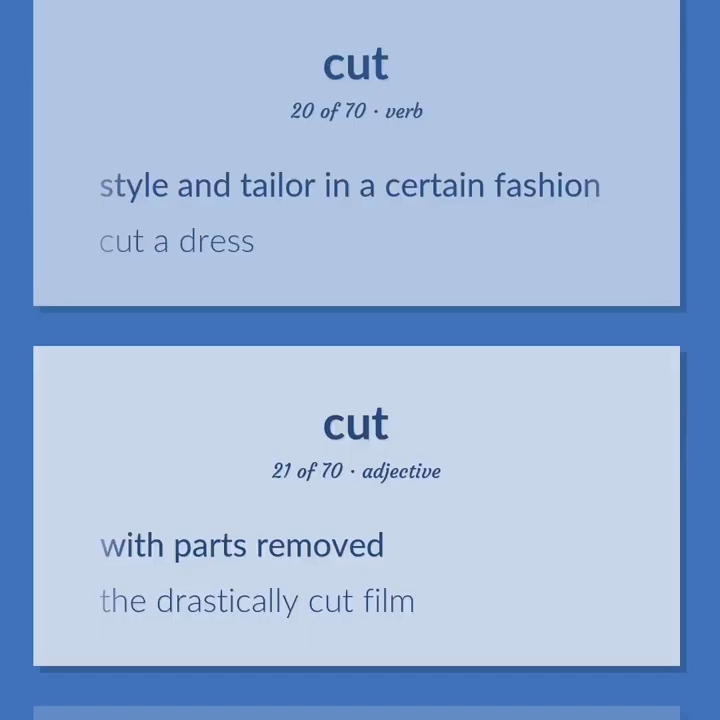 cut
20 of 70 · verb
style and tailor in a certain fashion
cut a dress
cut
21 of 70 · adjective
with parts removed
the drastically cut film